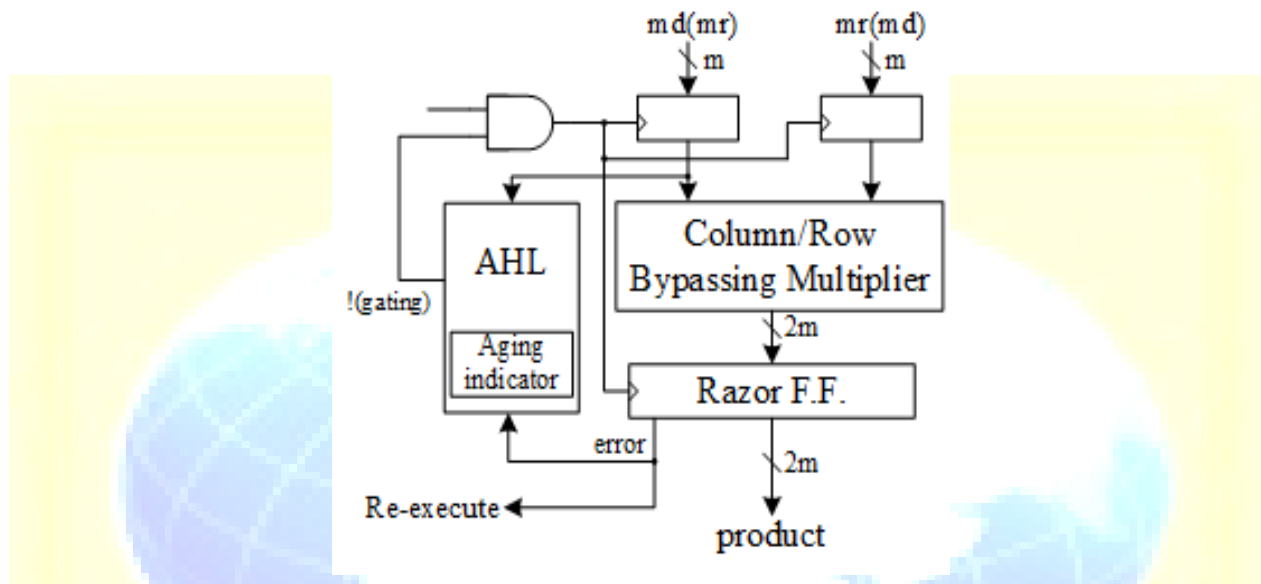 md(mr)
mr(md)
m
m
AHL
Column/Row
Bypassing Multiplier
!(gating)
2m
Aging
indicator
Razor F.F.
error
2m
Re-execute
product